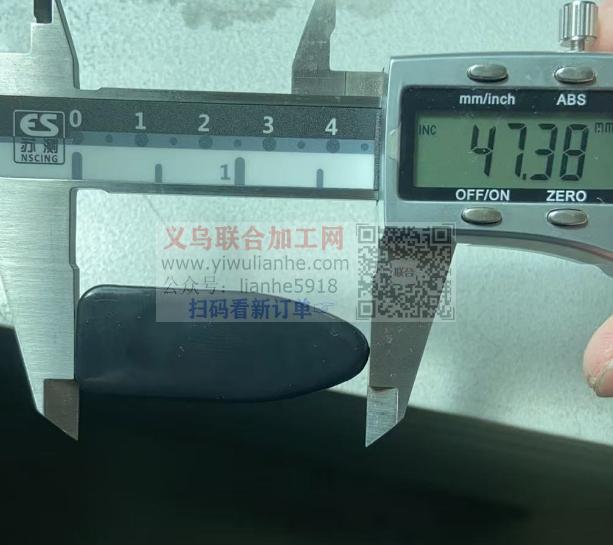 mm/inch ABS
INC 47.38 mm
OFF/ON ZERO
ES
苏测
NSCING
0 1 2 3 4
1
义乌联合加工网
www.yiwulianhe.com
公众号: lianhe5918
扫码看新订单☞
联合